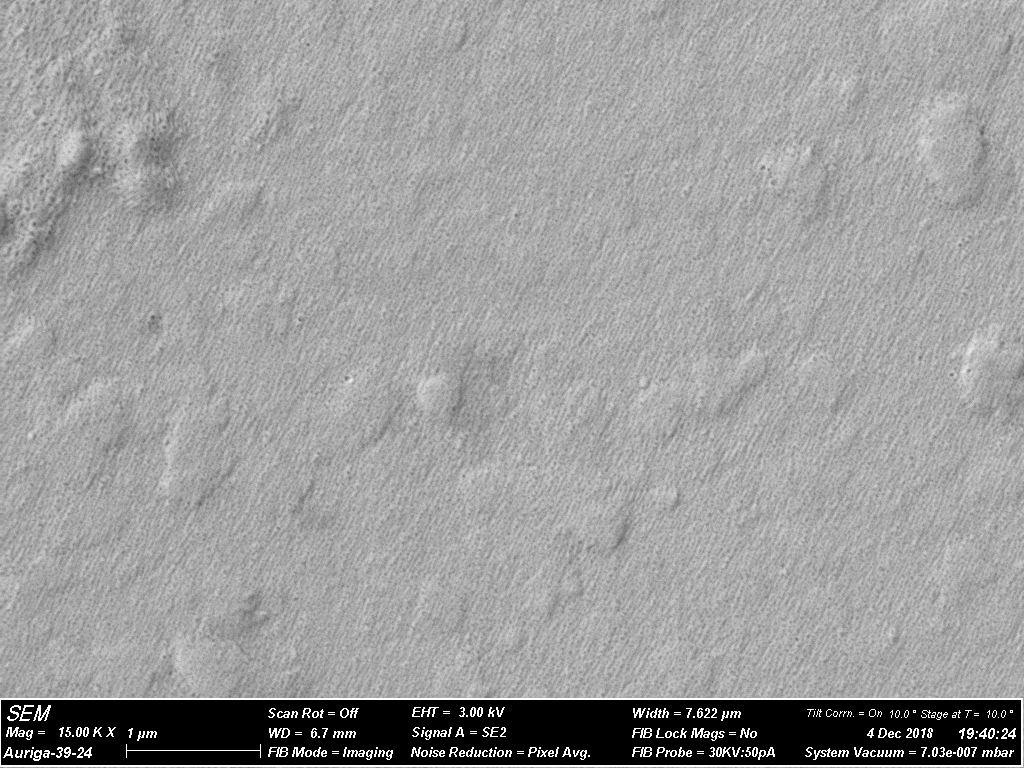 SEM
Mag = 15.00 K X 1 µm
Auriga-39-24
Scan Rot = Off
WD = 6.7 mm
FIB Mode = Imaging
EHT = 3.00 kV
Signal A = SE2
Noise Reduction = Pixel Avg.
Width = 7.622 µm
FIB Lock Mags = No
FIB Probe = 30KV:50pA
Tilt Corrn. = On 10.0 ° Stage at T = 10.0 °
4 Dec 2018 19:40:24
System Vacuum = 7.03e-007 mbar